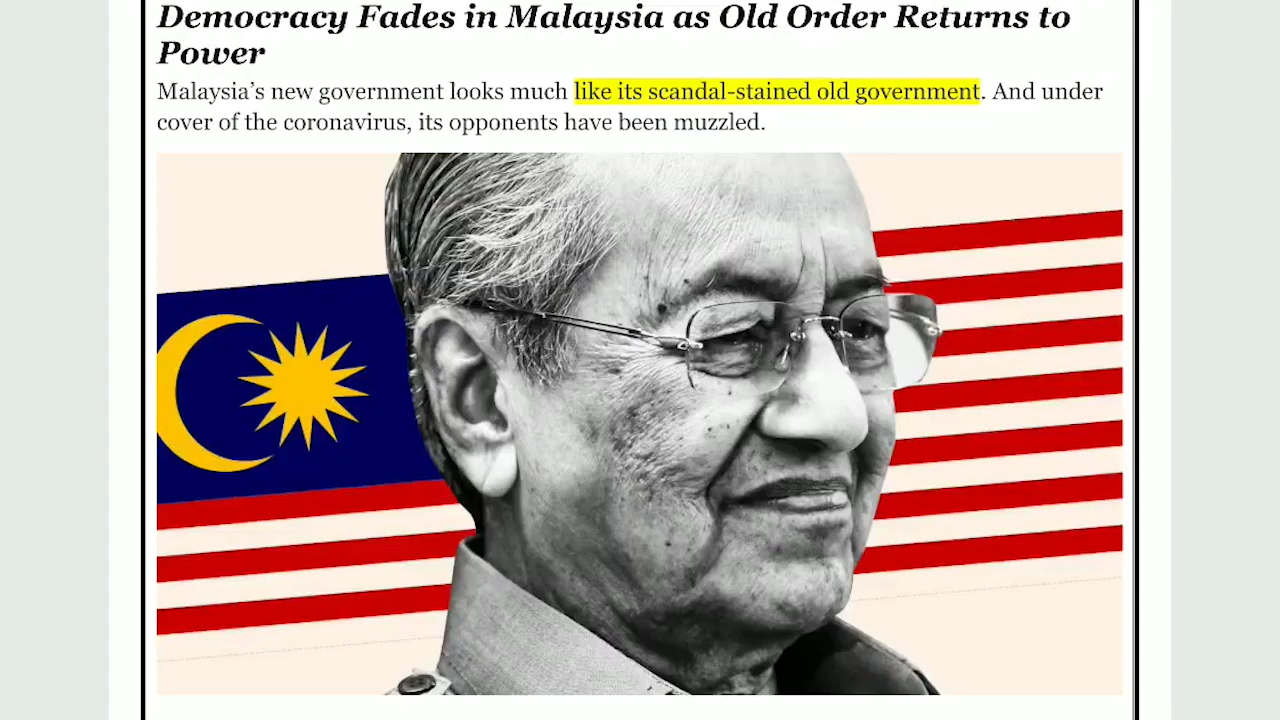 Democracy Fades in Malaysia as Old Order Returns to
Power
Malaysia’s new government looks much like its scandal-stained old government. And under
cover of the coronavirus, its opponents have been muzzled.